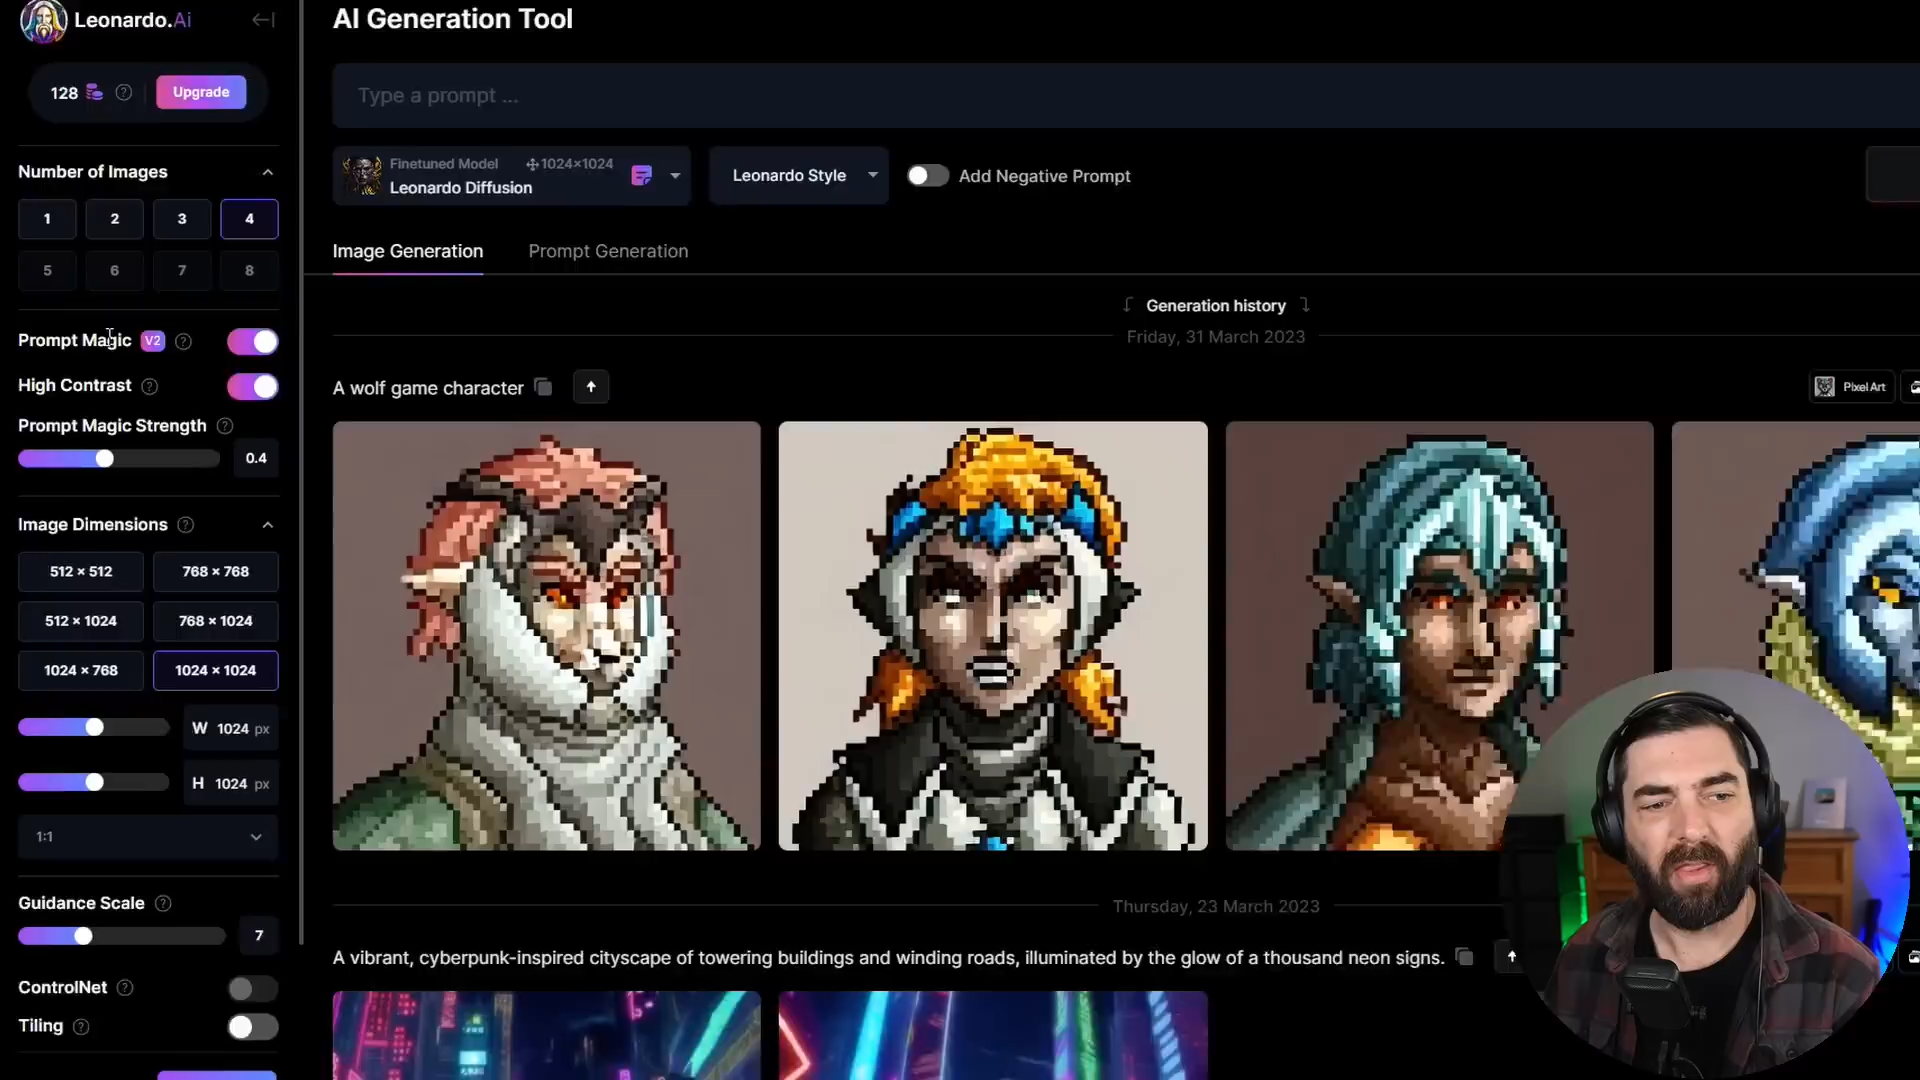 Leonardo.Ai
AI Generation Tool
128
Upgrade
Type a prompt ...
Finetuned Model
1024×1024
Leonardo Diffusion
Leonardo Style
Add Negative Prompt
Number of Images
1 2 3 4
5 6 7 8
Image Generation
Prompt Generation
Generation history
Friday, 31 March 2023
Prompt Magic V2
High Contrast
Prompt Magic Strength
0.4
A wolf game character
Pixel Art
Image Dimensions
512 × 512
768 × 768
512 × 1024
768 × 1024
1024 × 768
1024 × 1024
W 1024 px
H 1024 px
1:1
Guidance Scale
7
ControlNet
Tiling
Thursday, 23 March 2023
A vibrant, cyberpunk-inspired cityscape of towering buildings and winding roads, illuminated by the glow of a thousand neon signs.